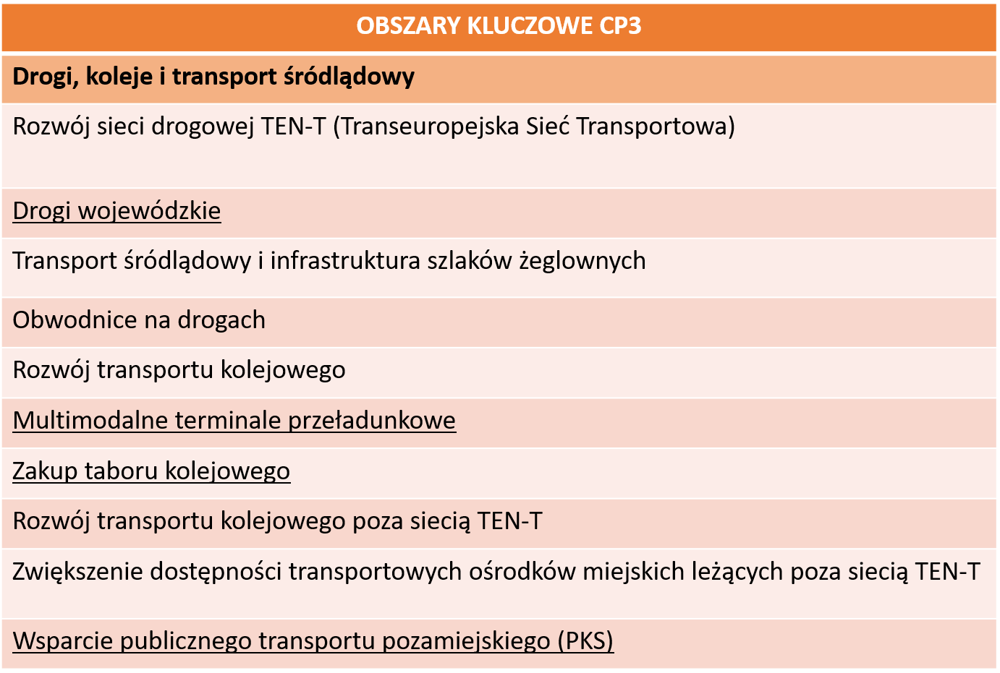 OBSZARY KLUCZOWE CP3
Drogi, koleje i transport śródlądowy
Rozwój sieci drogowej TEN-T (Transeuropejska Sieć Transportowa)
Drogi wojewódzkie
Transport śródlądowy i infrastruktura szlaków żeglownych
Obwodnice na drogach
Rozwój transportu kolejowego
Multimodalne terminale przeładunkowe
Zakup taboru kolejowego
Rozwój transportu kolejowego poza siecią TEN-T
Zwiększenie dostępności transportowych ośrodków miejskich leżących poza siecią TEN-T
Wsparcie publicznego transportu pozamiejskiego (PKS)